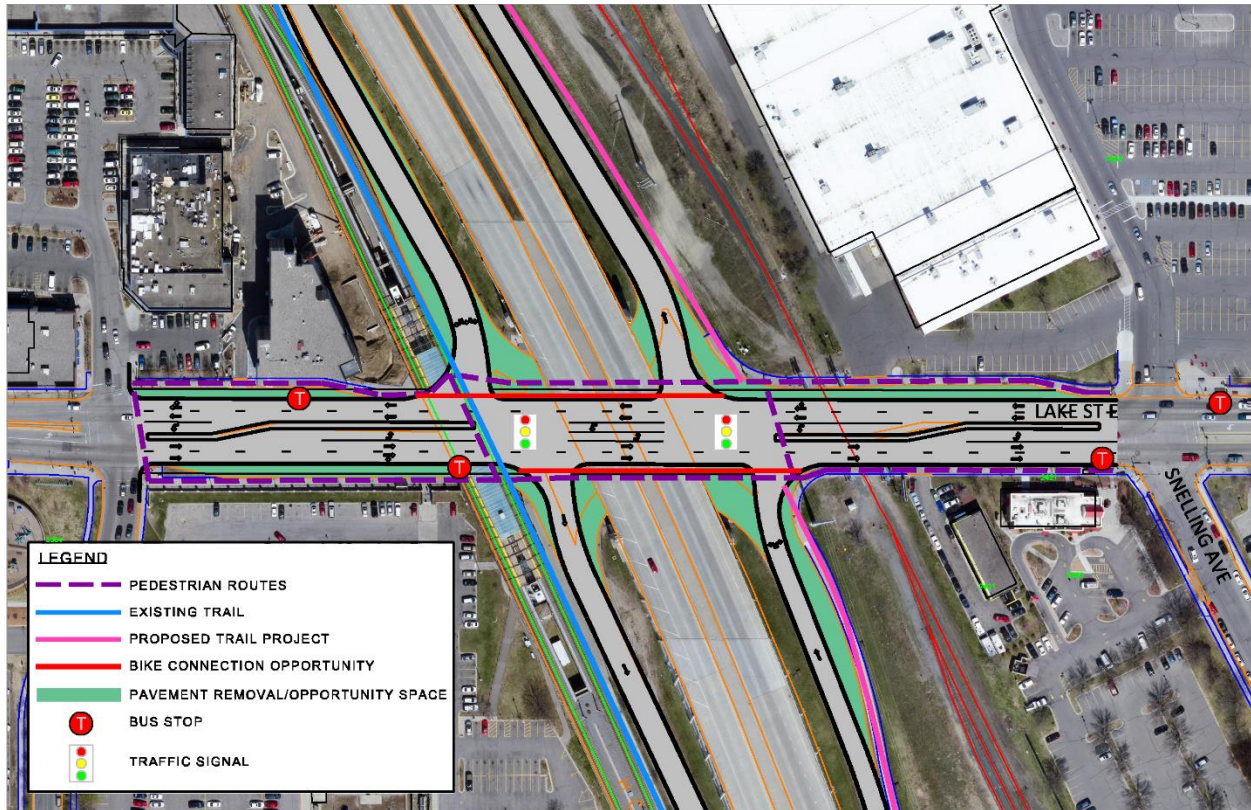 LAKE ST E
SNELLING AVE
T
T
T
T
LEGEND
PEDESTRIAN ROUTES
EXISTING TRAIL
PROPOSED TRAIL PROJECT
BIKE CONNECTION OPPORTUNITY
PAVEMENT REMOVAL/OPPORTUNITY SPACE
T
BUS STOP
TRAFFIC SIGNAL